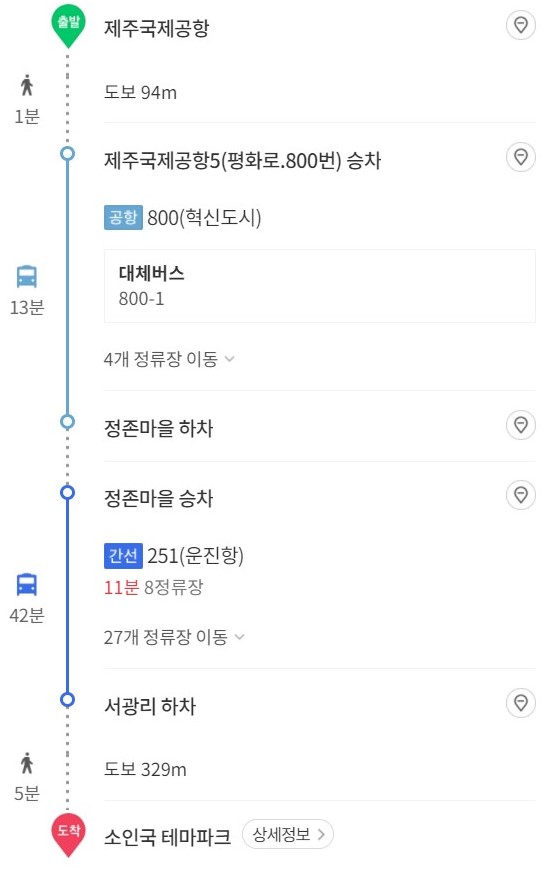 출발
제주국제공항
도보 94m
1분
제주국제공항5(평화로.800번) 승차
공항 800(혁신도시)
대체버스
800-1
13분
4개 정류장 이동
정존마을 하차
정존마을 승차
간선 251(운진항)
11분 8정류장
42분
27개 정류장 이동
서광리 하차
도보 329m
5분
도착
소인국 테마파크 상세정보 >